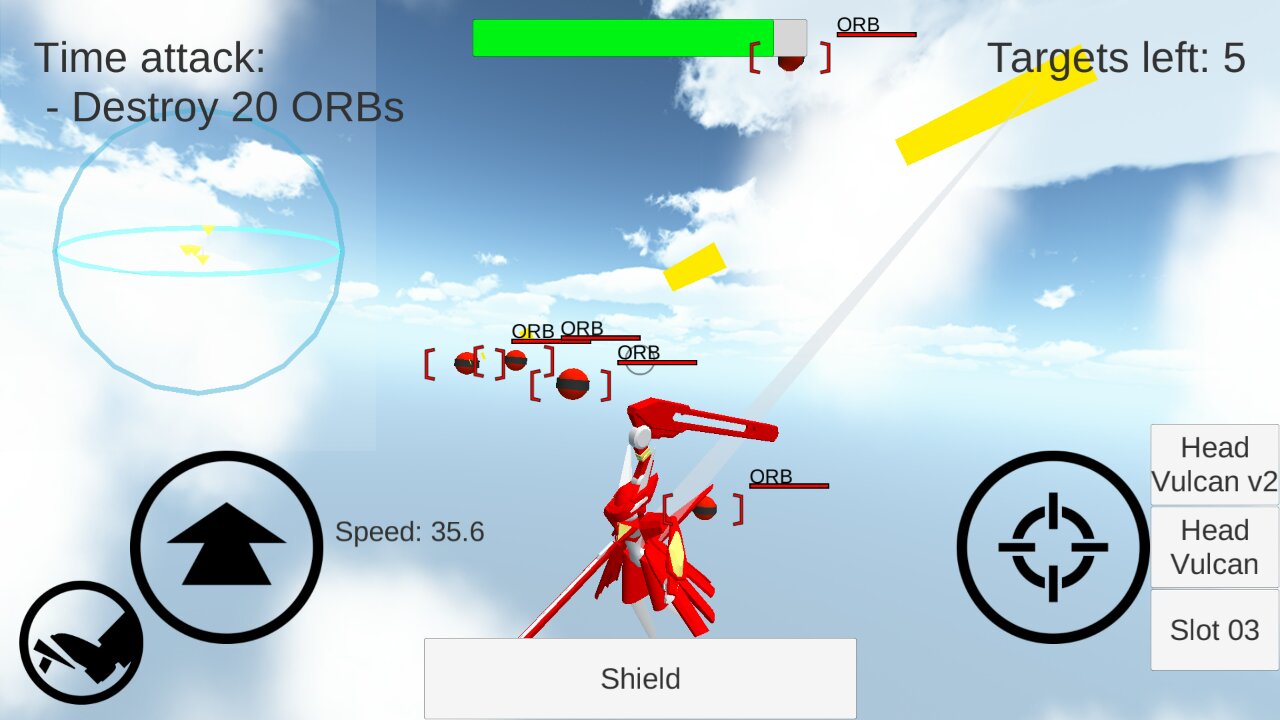 ORB
Time attack:
- Destroy 20 ORBs
Targets left: 5
ORB
ORB
ORB
ORB
Speed: 35.6
Head
Vulcan v2
Head
Vulcan
Slot 03
Shield